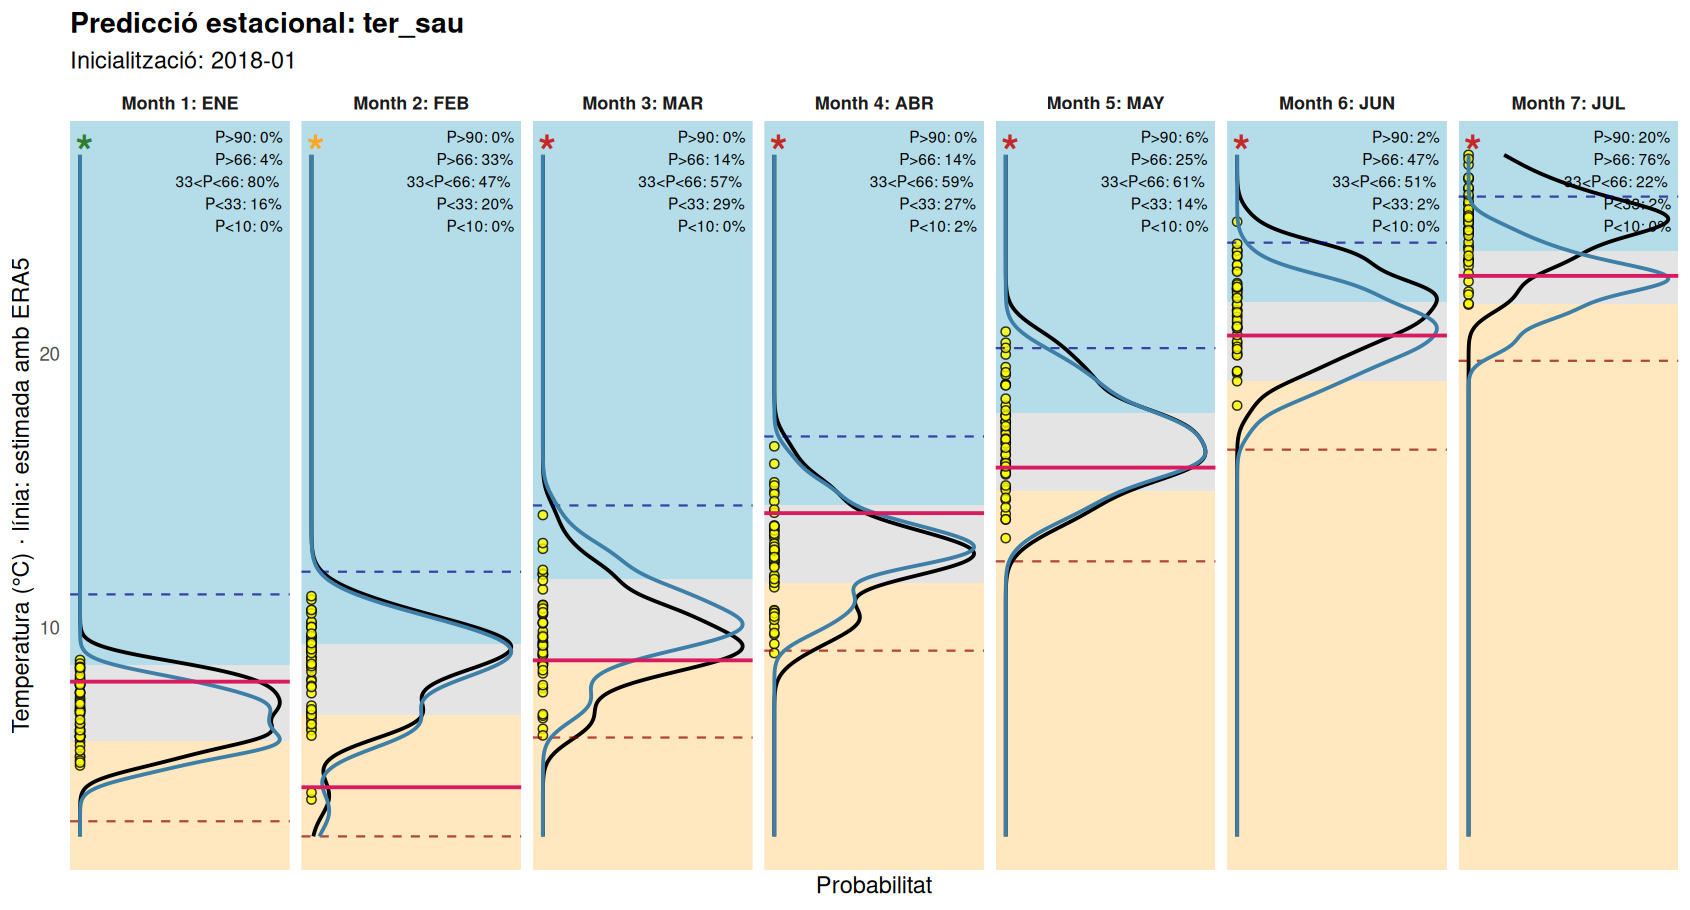 Predicció estacional: ter_sau
Inicialització: 2018-01
Month 1: ENE
Month 2: FEB
Month 3: MAR
Month 4: ABR
Month 5: MAY
Month 6: JUN
Month 7: JUL
P>90: 0%
P>66: 4%
33<P<66: 80%
P<33: 16%
P<10: 0%
P>90: 0%
P>66: 33%
33<P<66: 47%
P<33: 20%
P<10: 0%
P>90: 0%
P>66: 14%
33<P<66: 57%
P<33: 29%
P<10: 0%
P>90: 0%
P>66: 14%
33<P<66: 59%
P<33: 27%
P<10: 2%
P>90: 6%
P>66: 25%
33<P<66: 61%
P<33: 14%
P<10: 0%
P>90: 2%
P>66: 47%
33<P<66: 51%
P<33: 2%
P<10: 0%
P>90: 20%
P>66: 76%
33<P<66: 22%
P<33: 2%
P<10: 0%
20
10
Temperatura (°C) · línia: estimada amb ERA5
Probabilitat